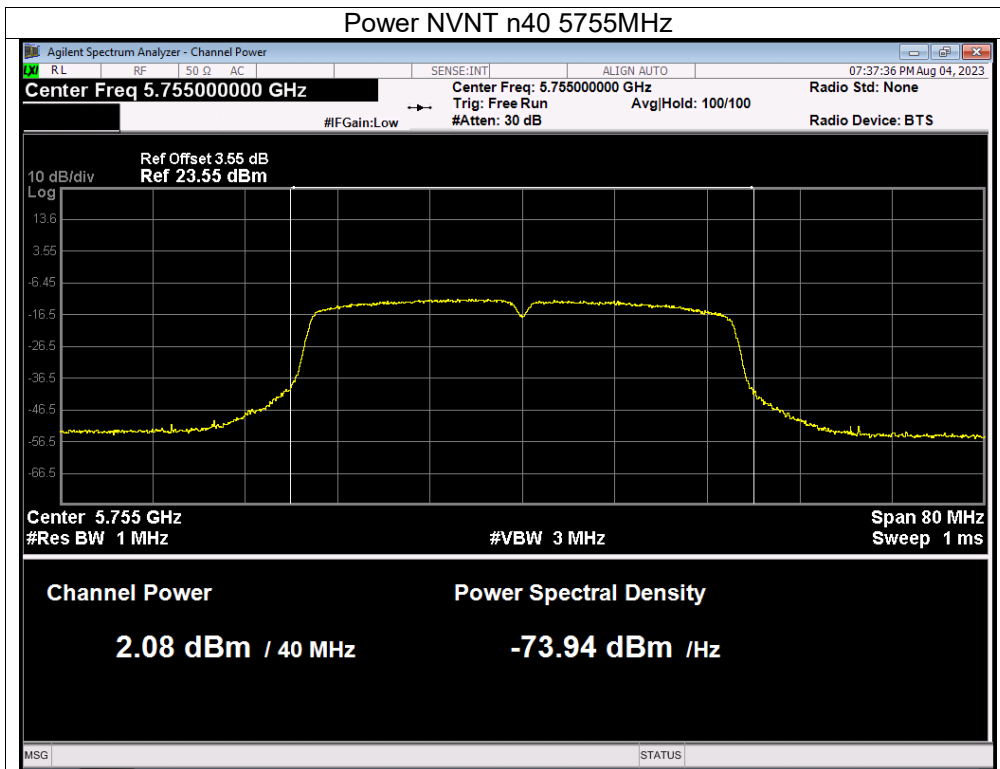 Power NVNT n40 5755MHz
Agilent Spectrum Analyzer - Channel Power
LXI RL RF 50 Ω AC SENSE:INT ALIGN AUTO 07:37:36 PM Aug 04, 2023
Center Freq 5.755000000 GHz
Center Freq: 5.755000000 GHz
Radio Std: None
Trig: Free Run Avg|Hold: 100/100
#IFGain:Low
#Atten: 30 dB
Radio Device: BTS
Ref Offset 3.55 dB
10 dB/div Ref 23.55 dBm
Log
13.6
3.55
-6.45
-16.5
-26.5
-36.5
-46.5
-56.5
-66.5
Center 5.755 GHz Span 80 MHz
#Res BW 1 MHz #VBW 3 MHz Sweep 1 ms
Channel Power Power Spectral Density
2.08 dBm / 40 MHz -73.94 dBm /Hz
MSG STATUS